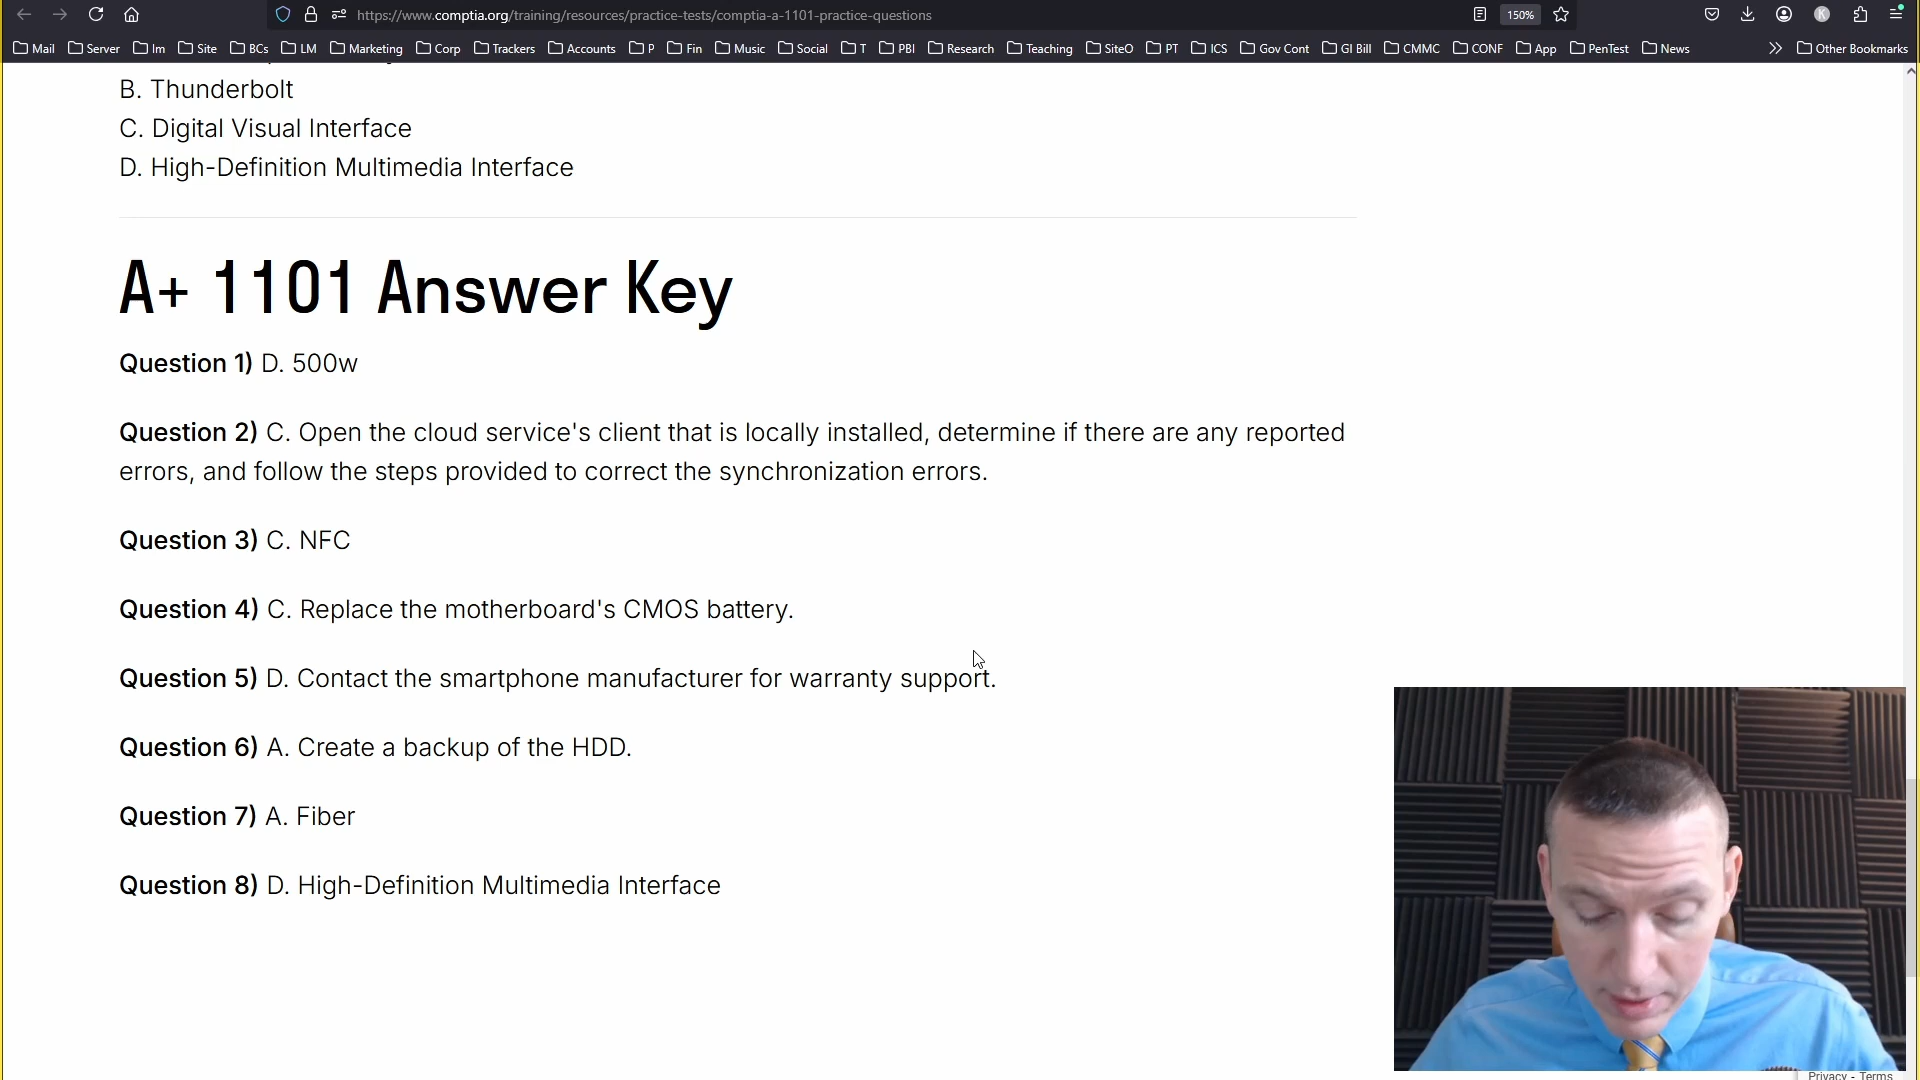 https://www.comptia.org/training/resources/practice-tests/comptia-a-1101-practice-questions
150%
K
Mail Server Im Site BCs LM Marketing Corp Trackers Accounts P Fin Music Social T PBI Research Teaching SiteO PT ICS Gov Cont GI Bill CMMC CONF App PenTest News Other Bookmarks
B. Thunderbolt
C. Digital Visual Interface
D. High-Definition Multimedia Interface
A+ 1101 Answer Key
Question 1) D. 500w
Question 2) C. Open the cloud service's client that is locally installed, determine if there are any reported
errors, and follow the steps provided to correct the synchronization errors.
Question 3) C. NFC
Question 4) C. Replace the motherboard's CMOS battery.
Question 5) D. Contact the smartphone manufacturer for warranty support.
Question 6) A. Create a backup of the HDD.
Question 7) A. Fiber
Question 8) D. High-Definition Multimedia Interface
Privacy - Terms